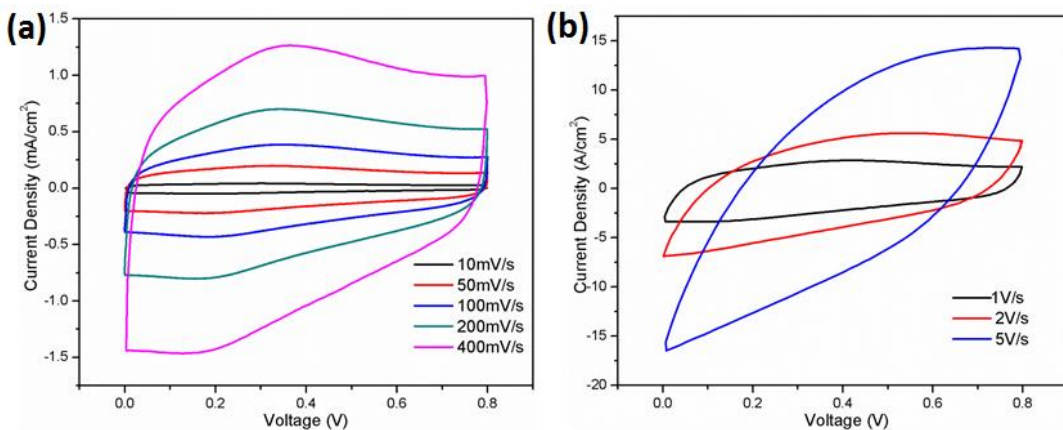 (a)
1.5
1.0
0.5
0.0
-0.5
-1.0
-1.5
Current Density (mA/cm²)
0.0 0.2 0.4 0.6 0.8
Voltage (V)
10mV/s
50mV/s
100mV/s
200mV/s
400mV/s
(b)
15
10
5
0
-5
-10
-15
-20
Current Density (A/cm²)
0.0 0.2 0.4 0.6 0.8
Voltage (V)
1V/s
2V/s
5V/s